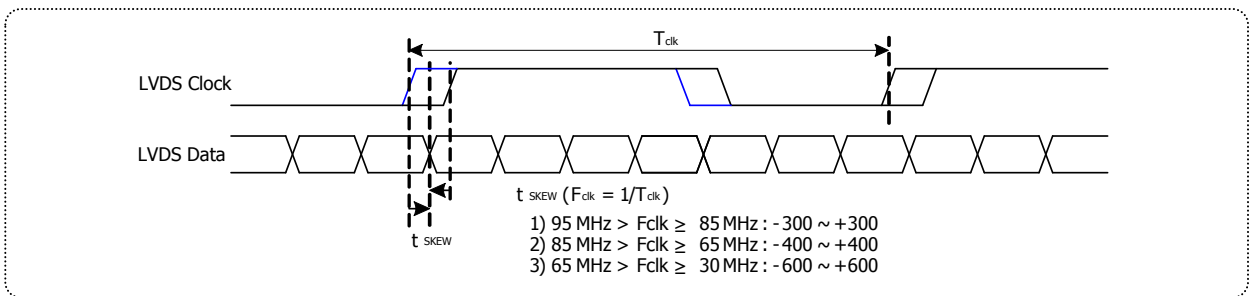 Tclk
LVDS Clock
LVDS Data
t SKEW (Fclk = 1/Tclk)
1) 95 MHz > Fclk ≥ 85 MHz : -300 ~ +300
2) 85 MHz > Fclk ≥ 65 MHz : -400 ~ +400
3) 65 MHz > Fclk ≥ 30 MHz : -600 ~ +600
t SKEW